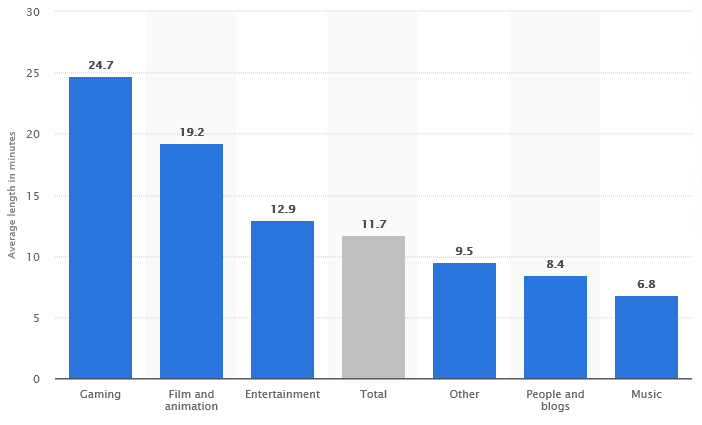 30
25
20
15
10
5
0
Average length in minutes
24.7
19.2
12.9
11.7
9.5
8.4
6.8
Gaming
Film and
animation
Entertainment
Total
Other
People and
blogs
Music